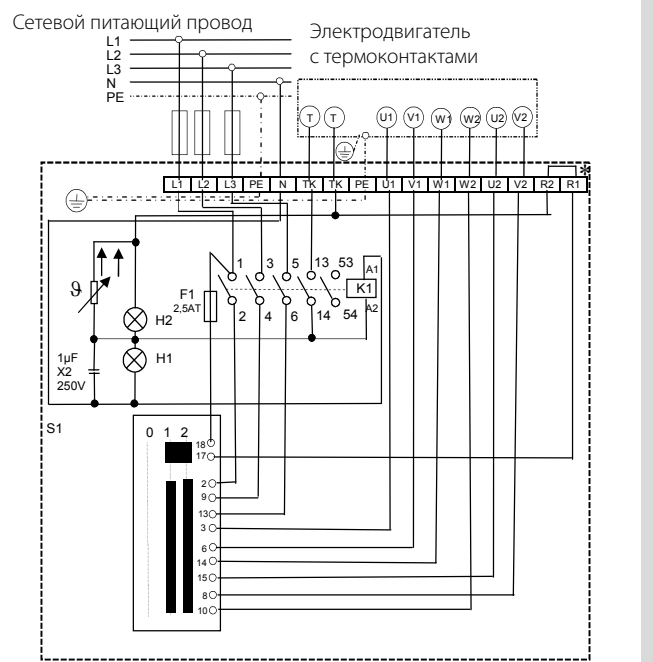 Сетевой питающий провод
Электродвигатель
с термоконтактами
L1
L2
L3
N
PE
T T U1 V1 W1 W2 U2 V2
*
L1 L2 L3 PE N TK TK PE U1 V1 W1 W2 U2 V2 R2 R1
1 3 5 13 53
A1
ϑ
F1
2,5AT
K1
A2
H2
2 4 6 14 54
1µF
X2
250V
H1
S1
0 1 2
18
17
2
9
13
3
6
14
15
8
10